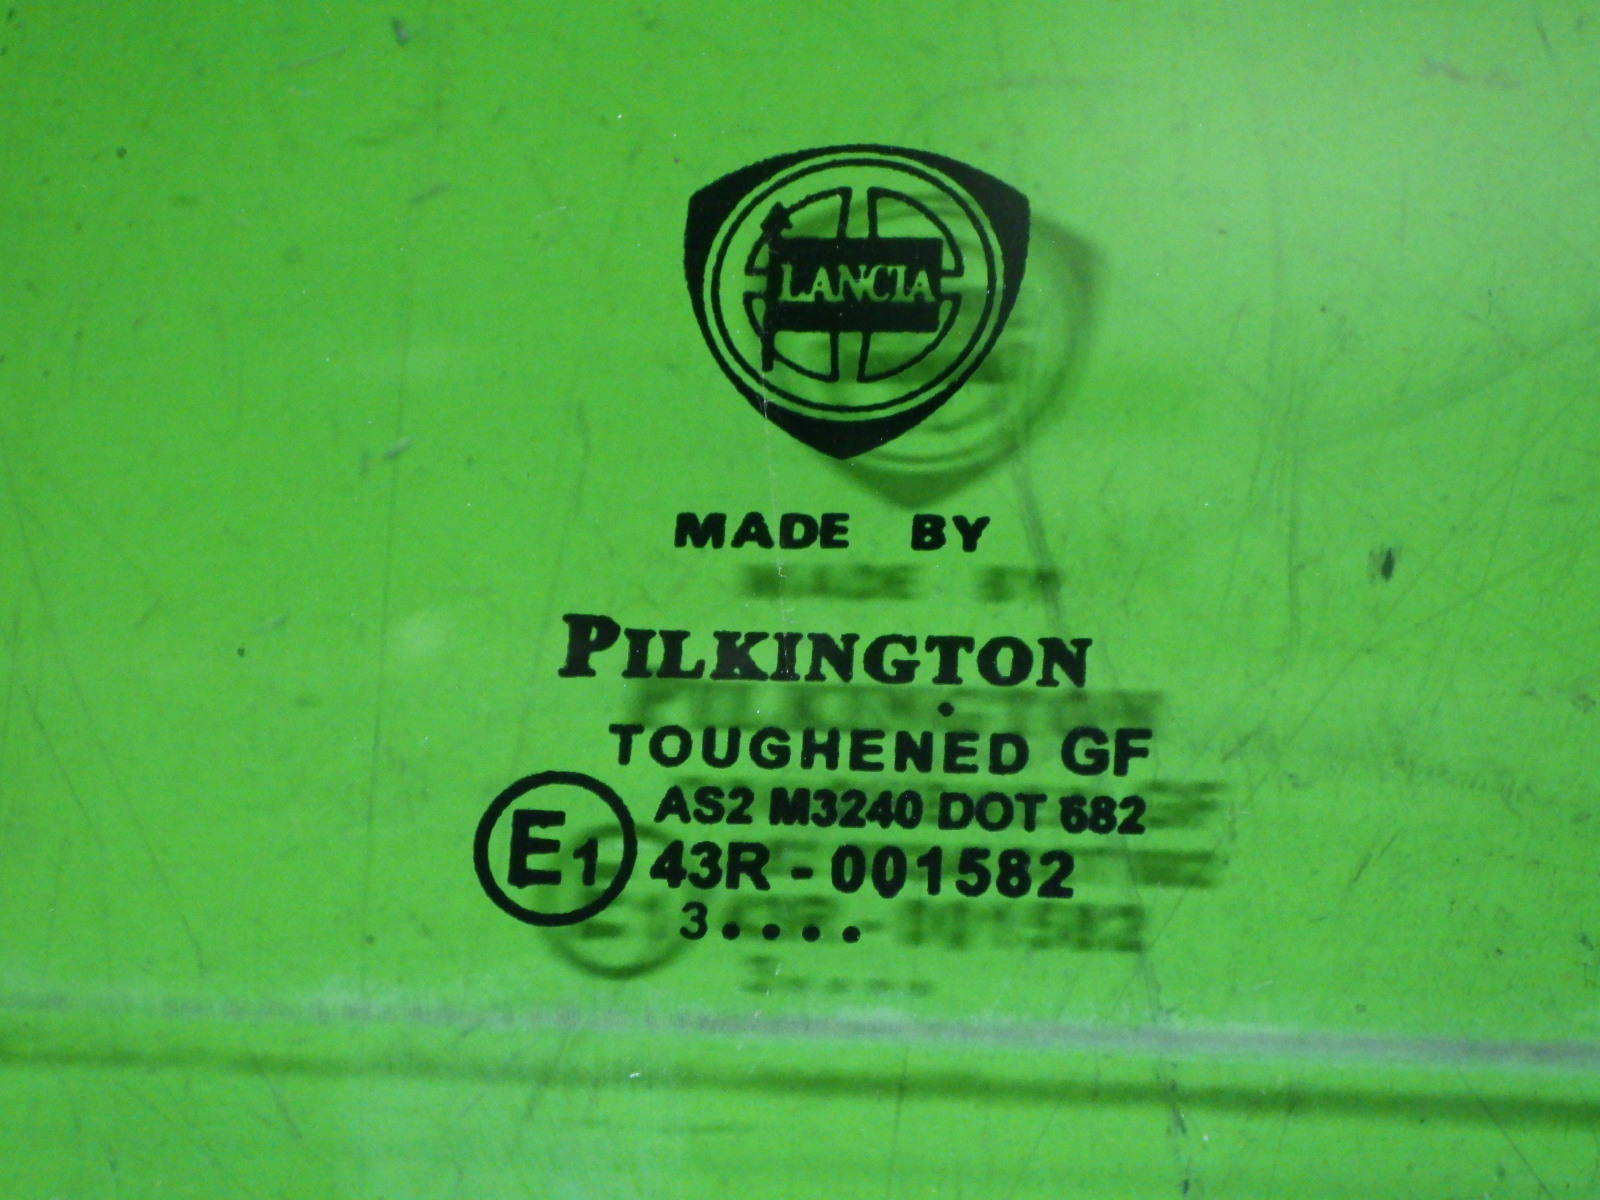 LANCIA
MADE BY
PILKINGTON
TOUGHENED GF
AS2 M3240 DOT 682
E1 43R - 001582
3 . . . .